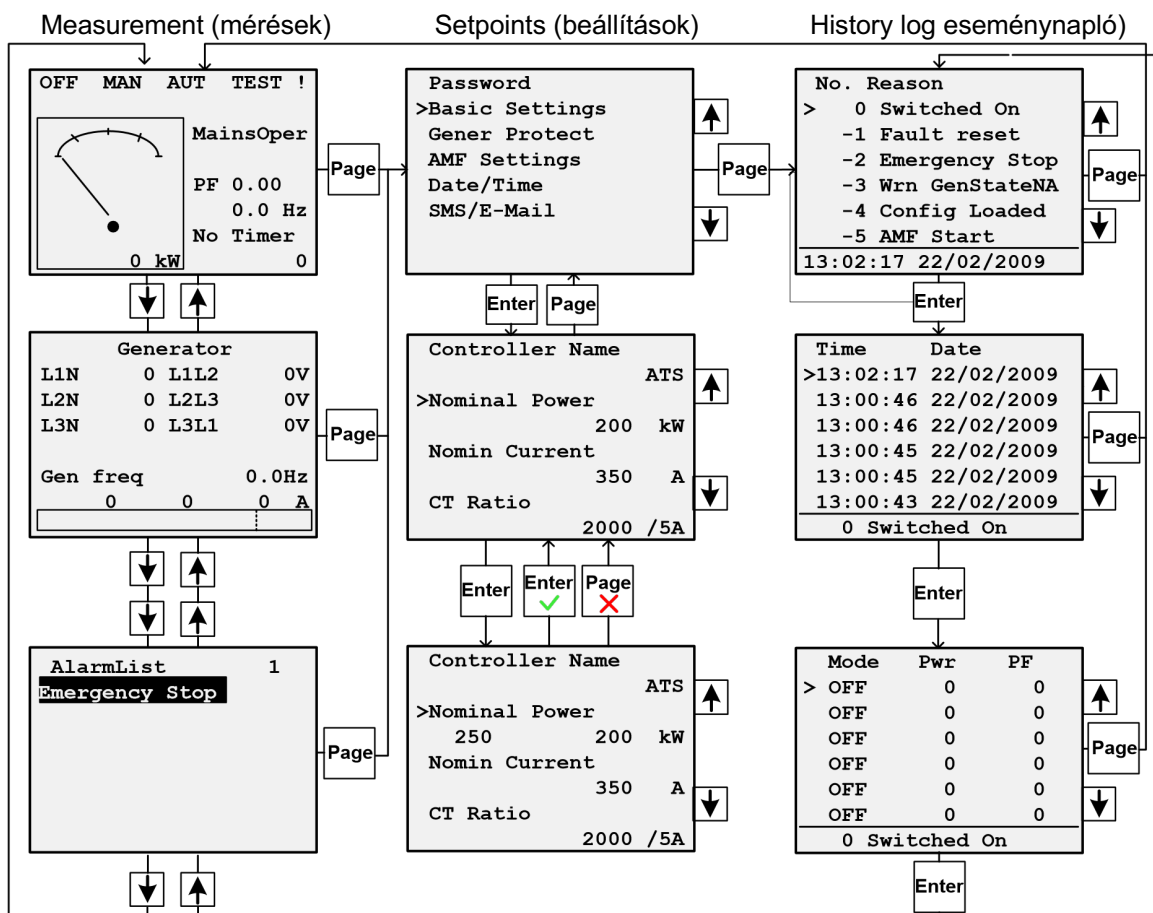 Measurement (mérések)
Setpoints (beállítások)
History log eseménynapló)
OFF MAN AUT TEST !
MainsOper
PF 0.00
0.0 Hz
No Timer
0 kW 0
Page
Password
>Basic Settings
Gener Protect
AMF Settings
Date/Time
SMS/E-Mail
Page
No. Reason
> 0 Switched On
-1 Fault reset
-2 Emergency Stop
-3 Wrn GenStateNA
-4 Config Loaded
-5 AMF Start
13:02:17 22/02/2009
Page
Enter Page
Enter
Generator
L1N 0 L1L2 0V
L2N 0 L2L3 0V
L3N 0 L3L1 0V
Gen freq 0.0Hz
0 0 0 A
Page
Controller Name
ATS
>Nominal Power
200 kW
Nomin Current
350 A
CT Ratio
2000 /5A
Time Date
>13:02:17 22/02/2009
13:00:46 22/02/2009
13:00:46 22/02/2009
13:00:45 22/02/2009
13:00:45 22/02/2009
13:00:43 22/02/2009
0 Switched On
Page
Enter Enter Page
Enter
AlarmList 1
Emergency Stop
Page
Controller Name
ATS
>Nominal Power
250 200 kW
Nomin Current
350 A
CT Ratio
2000 /5A
Mode Pwr PF
> OFF 0 0
OFF 0 0
OFF 0 0
OFF 0 0
OFF 0 0
OFF 0 0
0 Switched On
Page
Enter